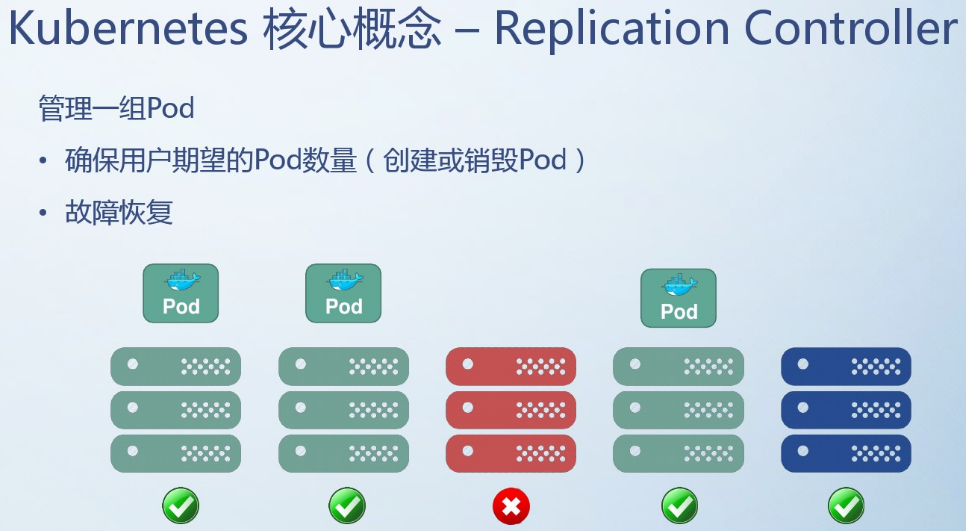 Kubernetes 核心概念 – Replication Controller
管理一组Pod
• 确保用户期望的Pod数量（创建或销毁Pod）
• 故障恢复
Pod
Pod
Pod